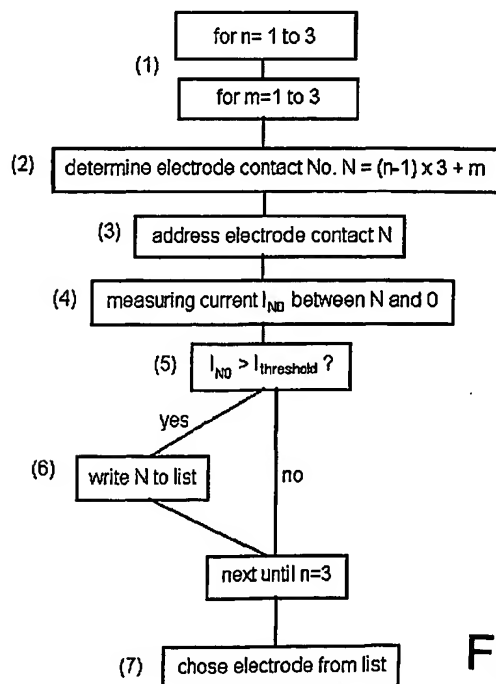 for n= 1 to 3
(1)
for m=1 to 3
(2) determine electrode contact No. N = (n-1) x 3 + m
(3) address electrode contact N
(4) measuring current I_N0 between N and 0
(5) I_N0 > I_threshold ?
yes
(6) write N to list
no
next until n=3
(7) chose electrode from list
F